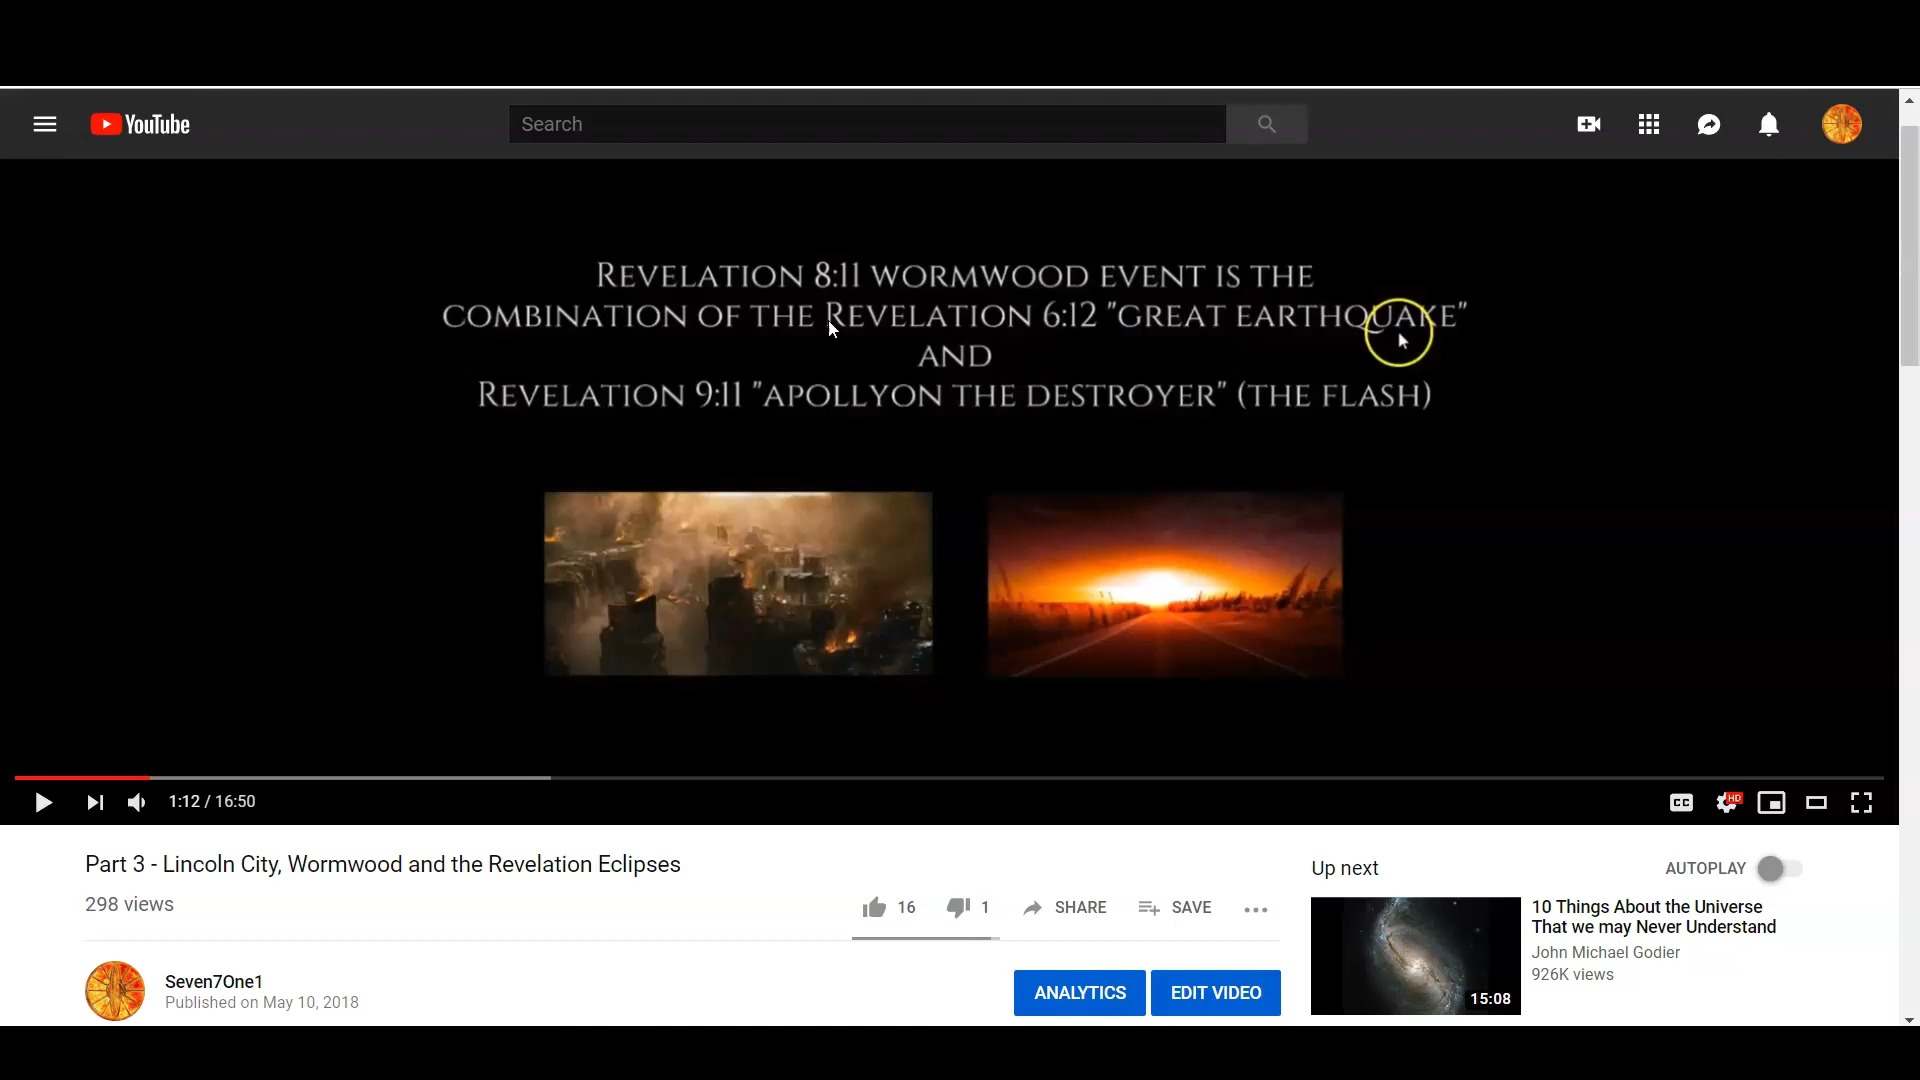 YouTube
Search
REVELATION 8:11 WORMWOOD EVENT IS THE
COMBINATION OF THE REVELATION 6:12 "GREAT EARTHQUAKE"
AND
REVELATION 9:11 "APOLLYON THE DESTROYER" (THE FLASH)
1:12 / 16:50
CC
HD
Part 3 - Lincoln City, Wormwood and the Revelation Eclipses
298 views
16
1
SHARE
SAVE
Seven7One1
Published on May 10, 2018
ANALYTICS
EDIT VIDEO
Up next
AUTOPLAY
10 Things About the Universe
That we may Never Understand
John Michael Godier
926K views
15:08